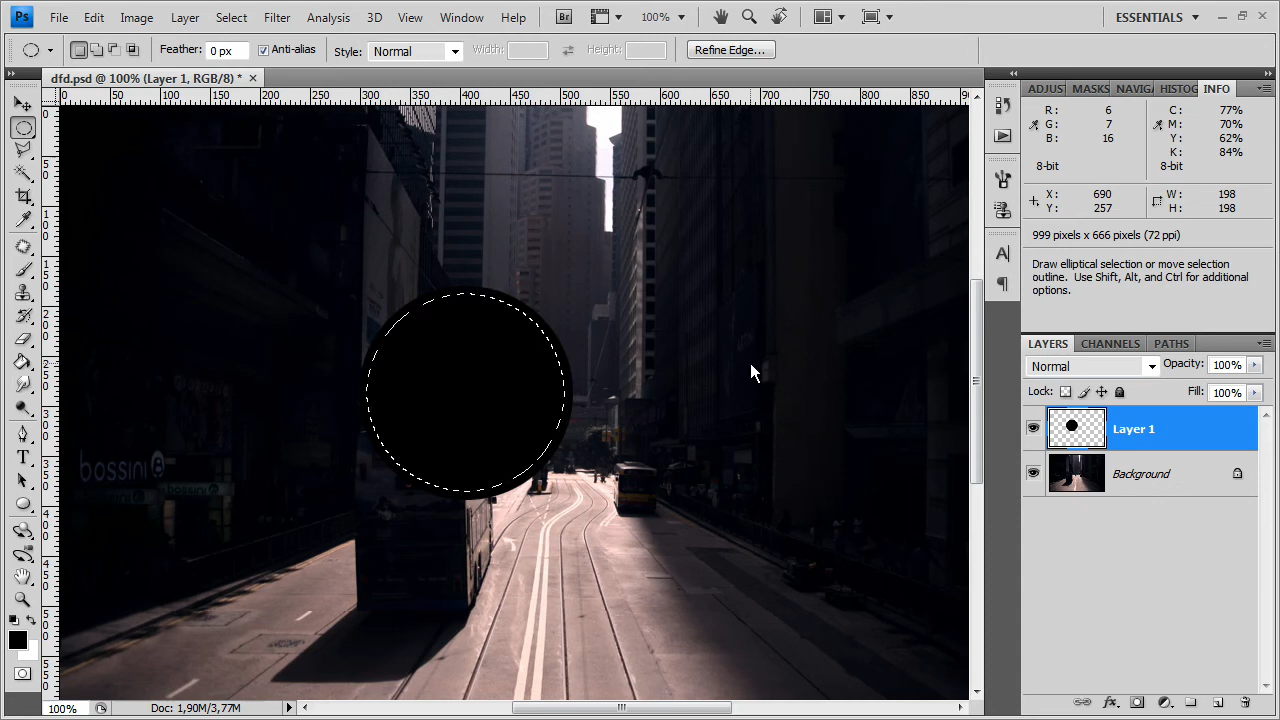 Ps File Edit Image Layer Select Filter Analysis 3D View Window Help Br 100% ESSENTIALS
Feather: 0 px Anti-alias Style: Normal Width: Height: Refine Edge...
dfd.psd @ 100% (Layer 1, RGB/8) *
0 50 100 150 200 250 300 350 400 450 500 550 600 650 700 750 800 850
ADJUST MASKS NAVIGA HISTOG INFO
R: 6 C: 77%
G: 7 M: 70%
B: 16 Y: 62%
K: 84%
8-bit 8-bit
X: 690 W: 198
Y: 257 H: 198
999 pixels x 666 pixels (72 ppi)
Draw elliptical selection or move selection
outline. Use Shift, Alt, and Ctrl for additional
options.
LAYERS CHANNELS PATHS
Normal Opacity: 100%
Lock: Fill: 100%
Layer 1
Background
bossini
bossini
100% Doc: 1,90M/3,77M